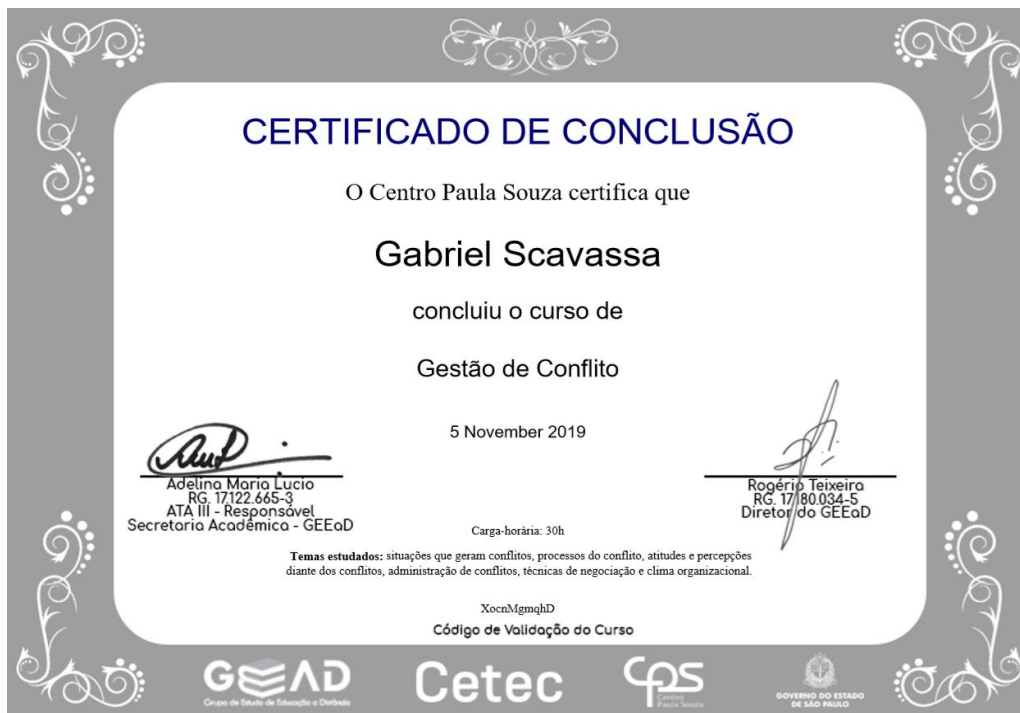 CERTIFICADO DE CONCLUSÃO
O Centro Paula Souza certifica que
Gabriel Scavassa
concluiu o curso de
Gestão de Conflito
5 November 2019
Adelina Maria Lucio
RG. 17.122.665-3
ATA III - Responsável
Secretaria Acadêmica - GEEaD
Rogério Teixeira
RG. 17.180.034-5
Diretor do GEEaD
Carga-horária: 30h
Temas estudados: situações que geram conflitos, processos do conflito, atitudes e percepções
diante dos conflitos, administração de conflitos, técnicas de negociação e clima organizacional.
XocnMgmqhD
Código de Validação do Curso
GEEAD
Grupo de Estudo de Educação a Distância
Cetec
CPS
Centro
Paula Souza
GOVERNO DO ESTADO
DE SÃO PAULO